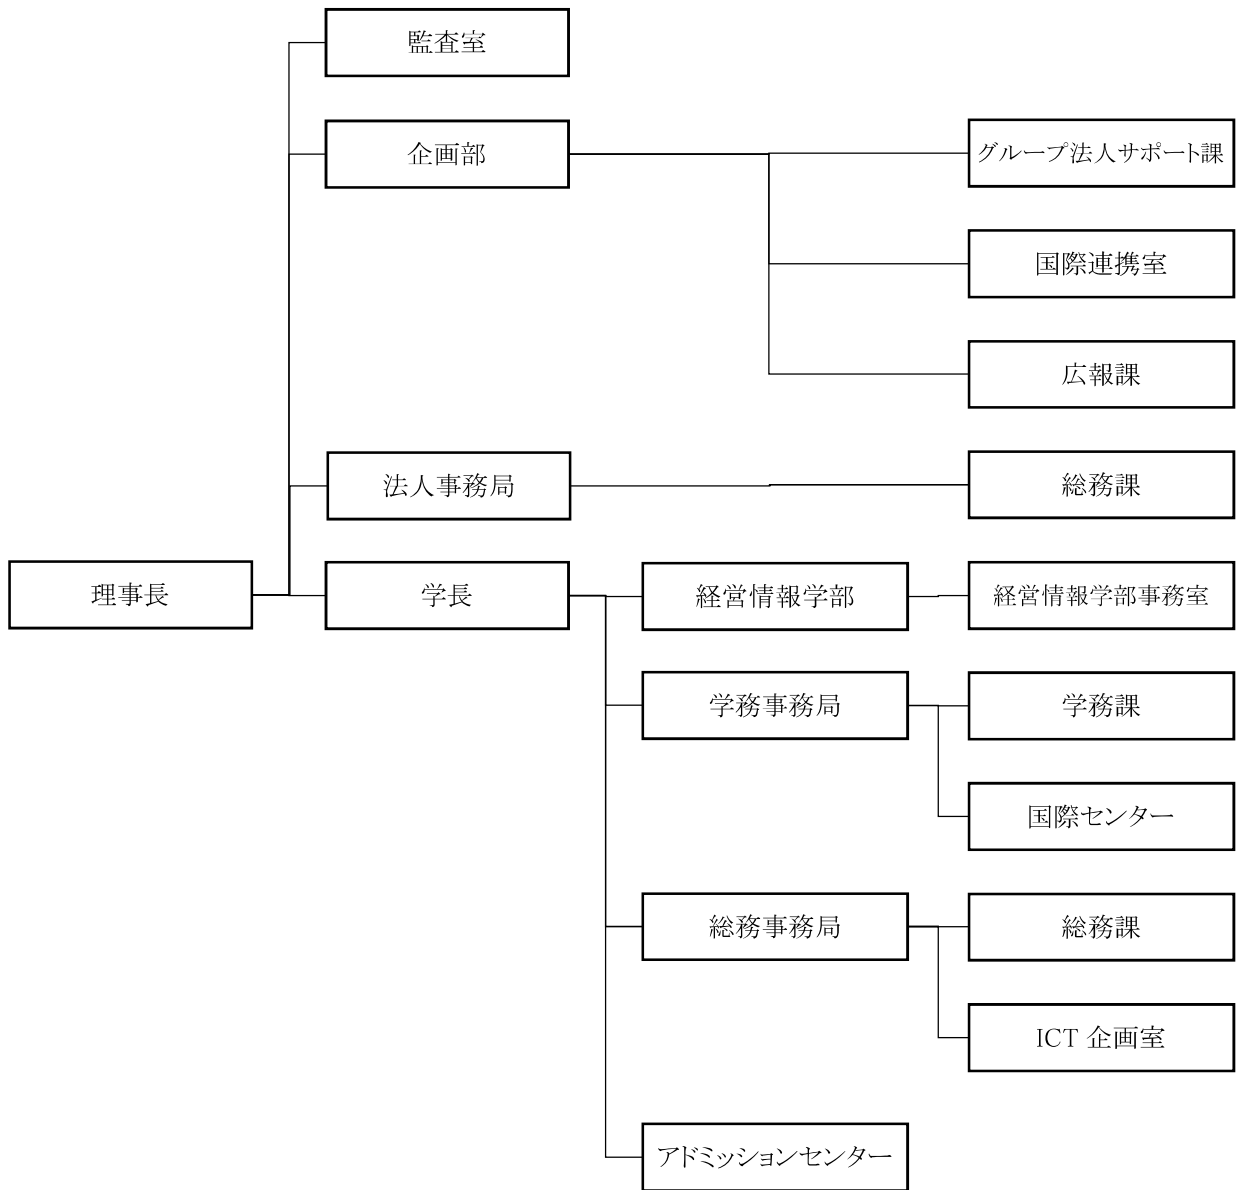 監査室
企画部
グループ法人サポート課
国際連携室
広報課
法人事務局
総務課
理事長
学長
経営情報学部
経営情報学部事務室
学務事務局
学務課
国際センター
総務事務局
総務課
ICT 企画室
アドミッションセンター